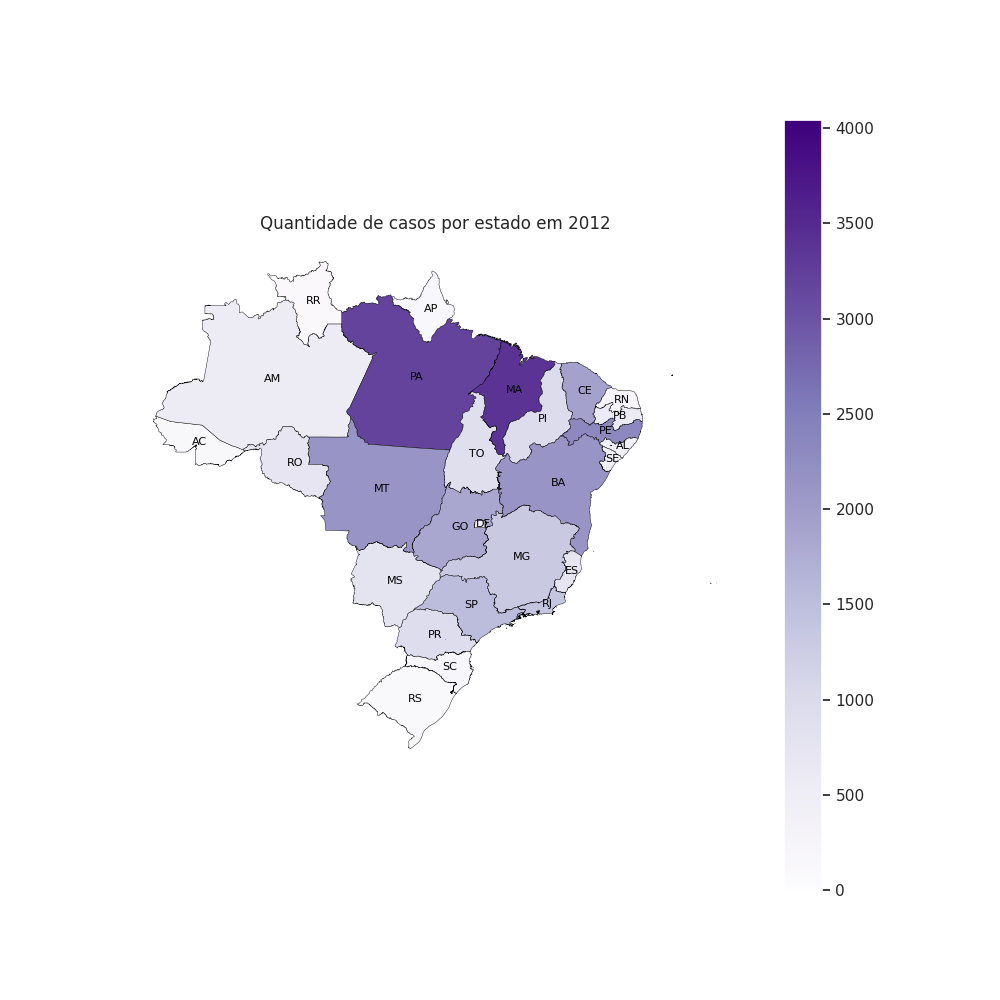 Quantidade de casos por estado em 2012
4000
3500
3000
2500
2000
1500
1000
500
0
RR
AP
AM
PA
MA
CE
RN
PB
PI
PE
AC
AL
TO
SE
RO
BA
MT
GO
DF
MG
ES
MS
SP
RJ
PR
SC
RS